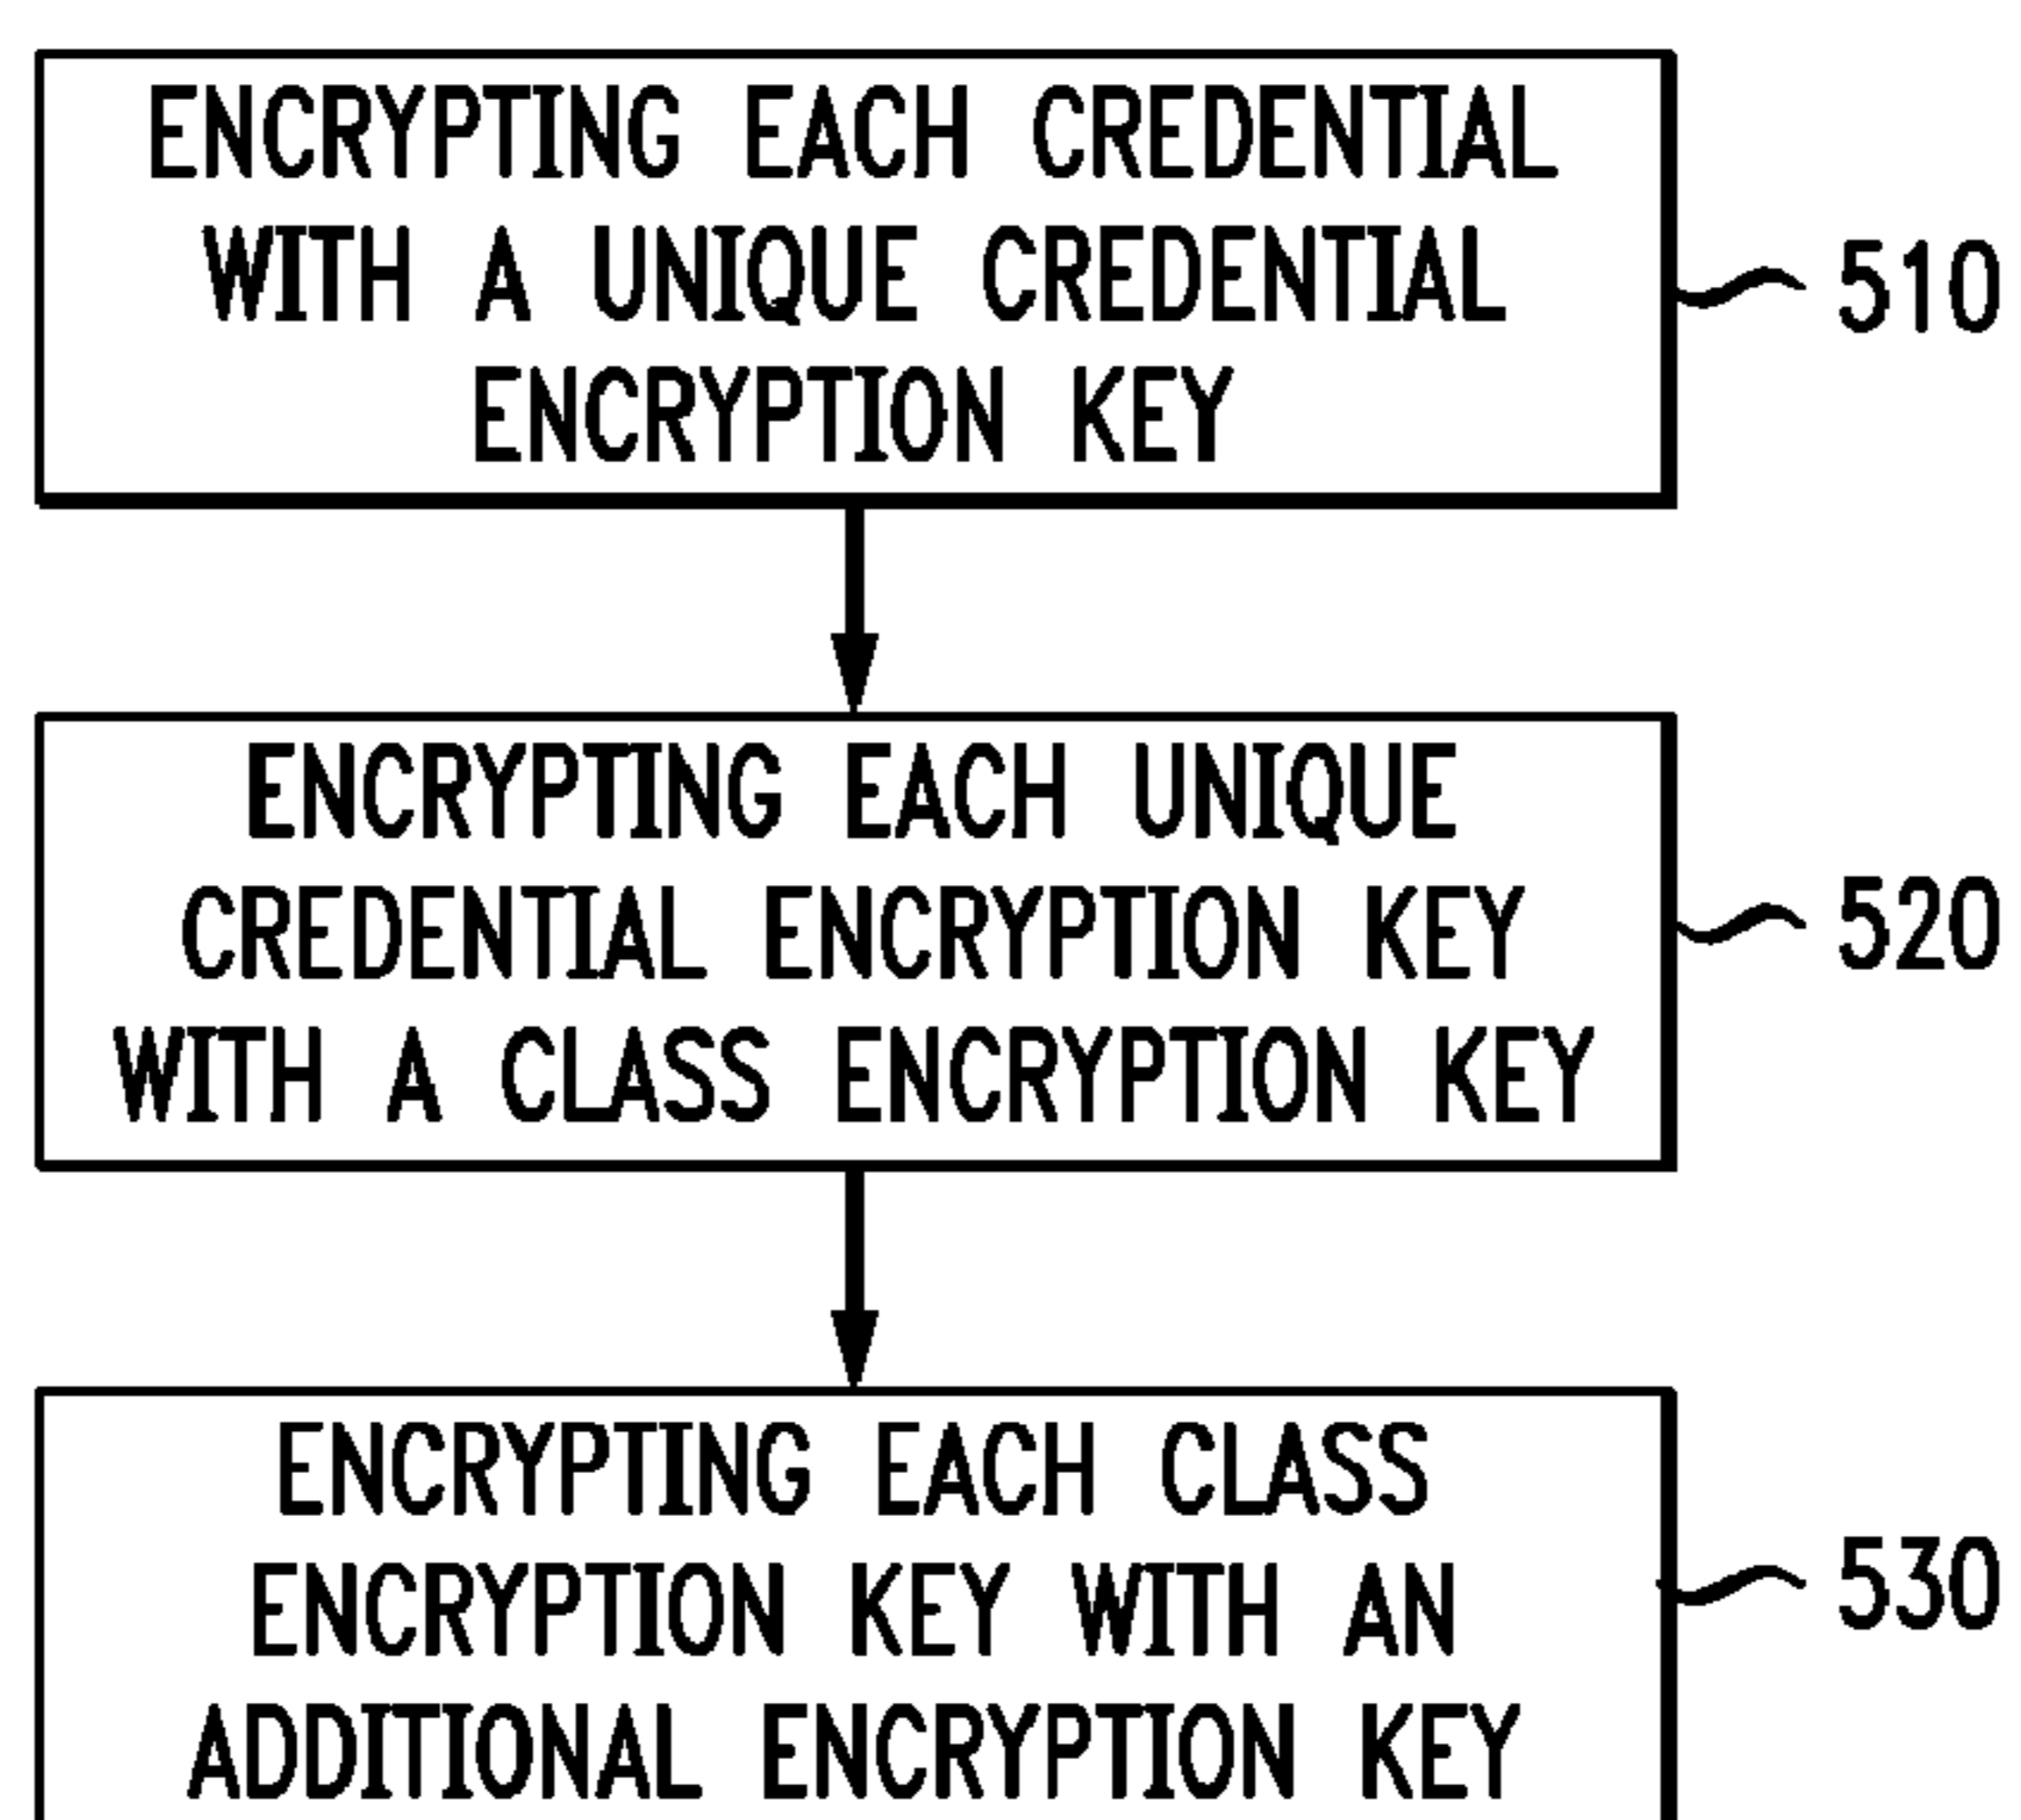 ENCRYPTING EACH CREDENTIAL
WITH A UNIQUE CREDENTIAL
ENCRYPTION KEY
510
ENCRYPTING EACH UNIQUE
CREDENTIAL ENCRYPTION KEY
WITH A CLASS ENCRYPTION KEY
520
ENCRYPTING EACH CLASS
ENCRYPTION KEY WITH AN
ADDITIONAL ENCRYPTION KEY
530